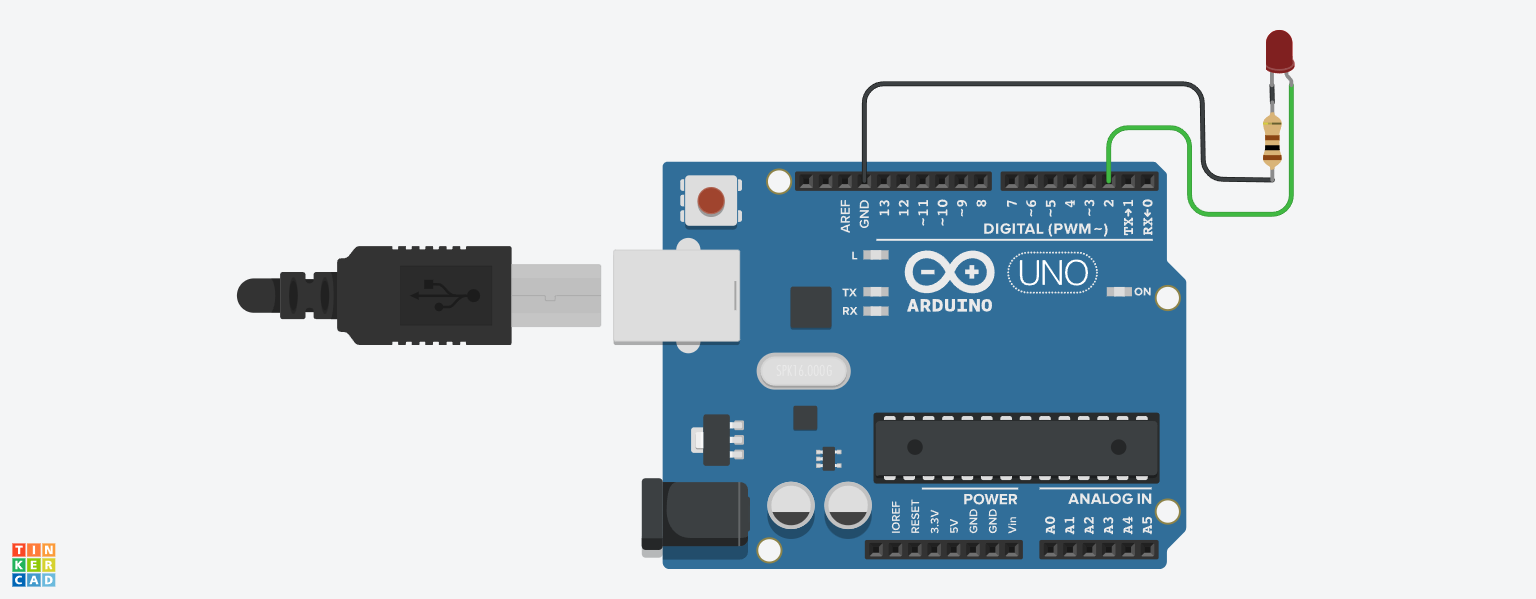 AREF
GND
13
12
~11
~10
~9
8
7
~6
~5
4
~3
2
TX→1
RX←0
DIGITAL (PWM~)
L
TX
RX
ARDUINO
UNO
ON
SPK16.000G
POWER
ANALOG IN
IOREF
RESET
3.3V
5V
GND
GND
Vin
A0
A1
A2
A3
A4
A5
TIN
KER
CAD